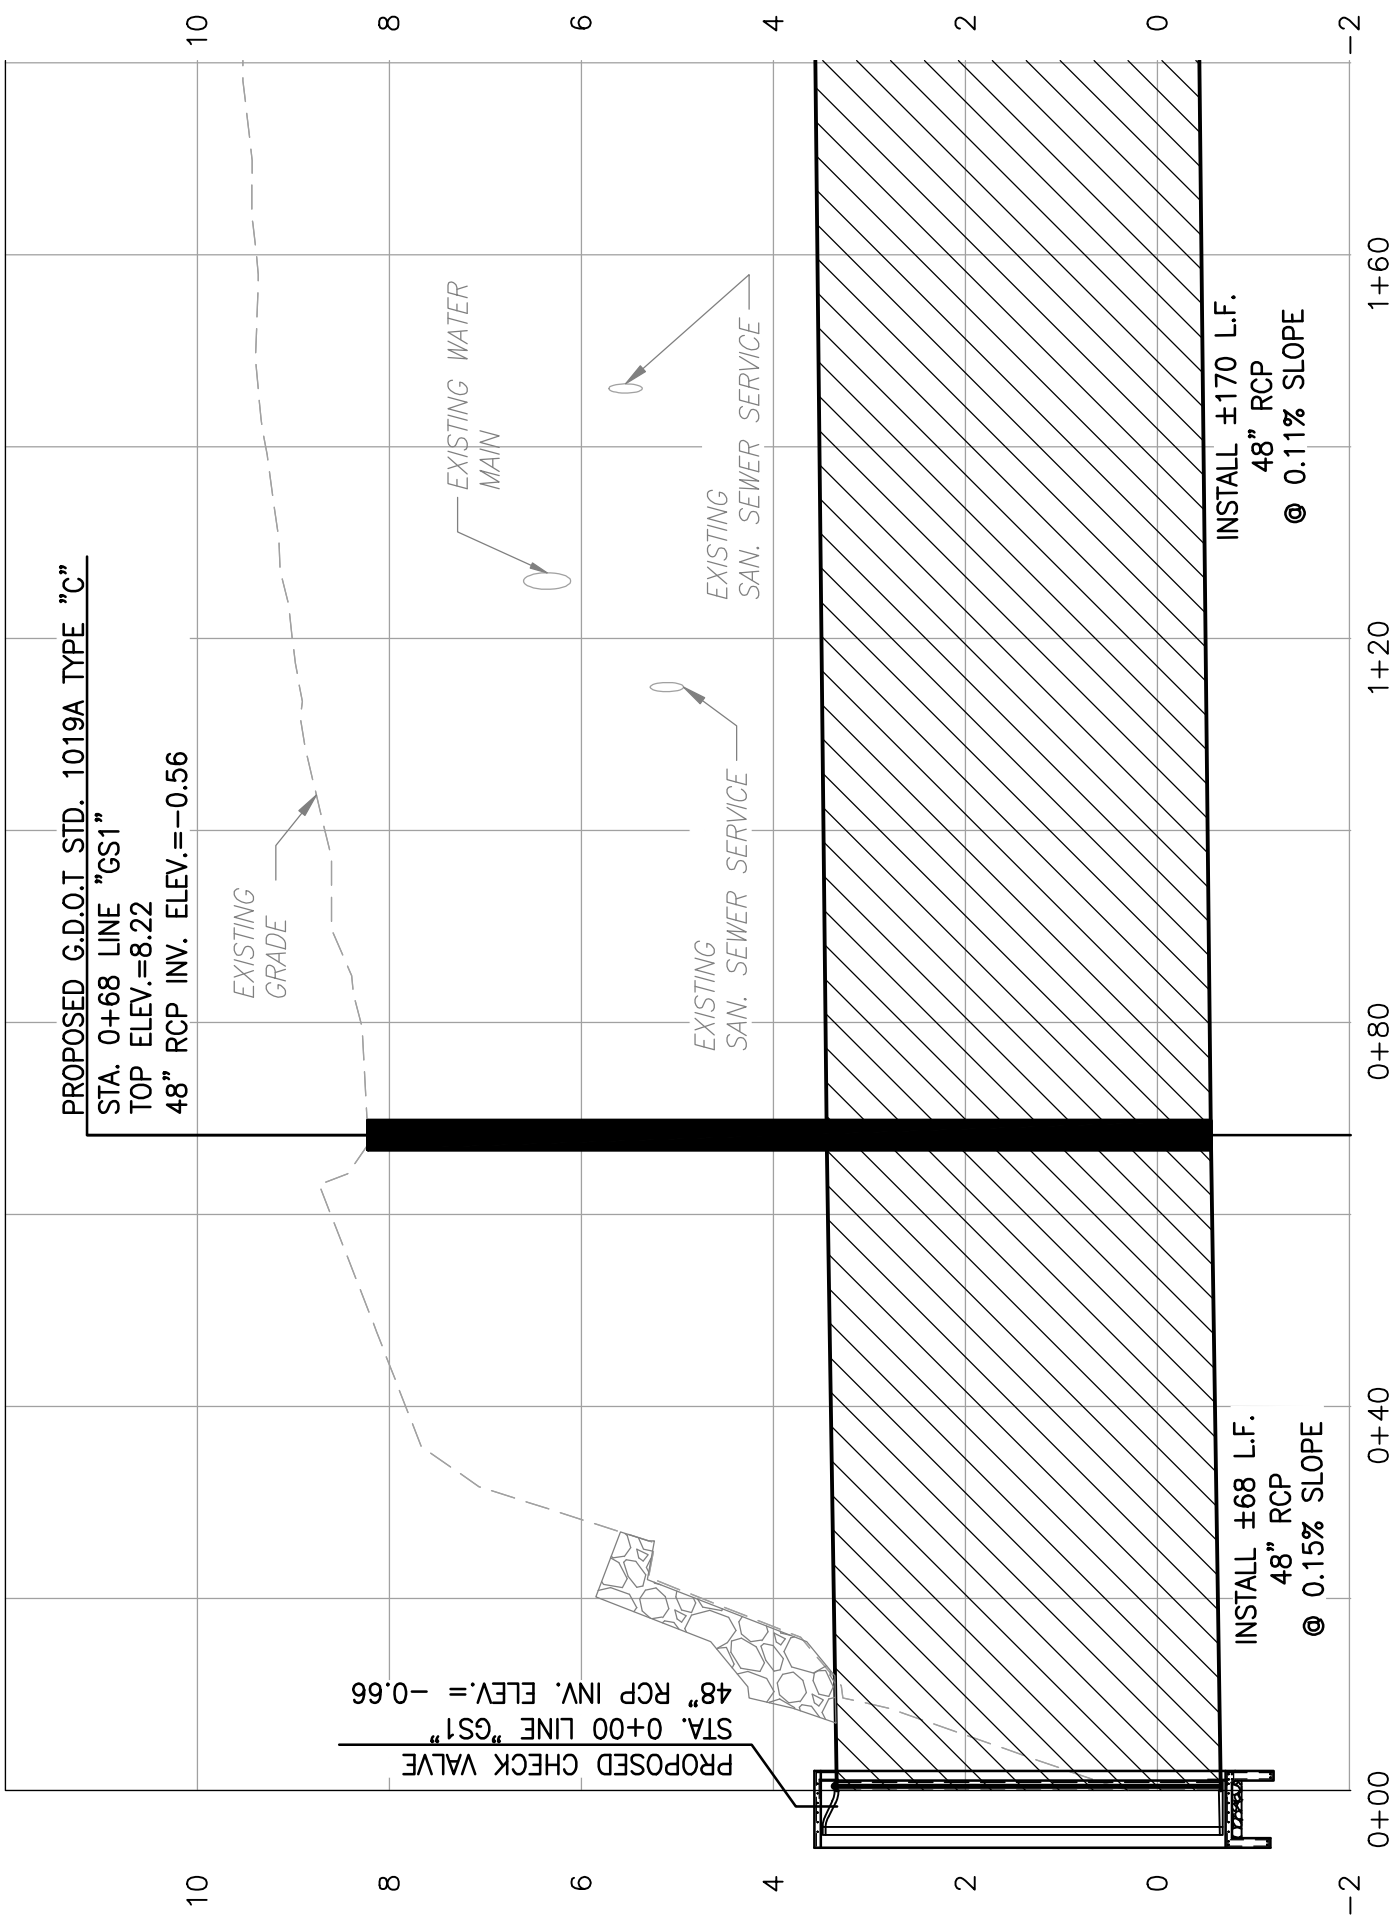 PROPOSED G.D.O.T STD. 1019A TYPE "C"
STA. 0+68 LINE "GS1"
TOP ELEV.=8.22
48" RCP INV. ELEV.=-0.56
EXISTING
GRADE
EXISTING WATER
MAIN
EXISTING
SAN. SEWER SERVICE
EXISTING
SAN. SEWER SERVICE
PROPOSED CHECK VALVE
STA. 0+00 LINE "GS1"
48" RCP INV. ELEV.= -0.66
INSTALL ±68 L.F.
48" RCP
@ 0.15% SLOPE
INSTALL ±170 L.F.
48" RCP
@ 0.11% SLOPE
10
8
6
4
2
0
-2
10
8
6
4
2
0
-2
0+00
0+40
0+80
1+20
1+60